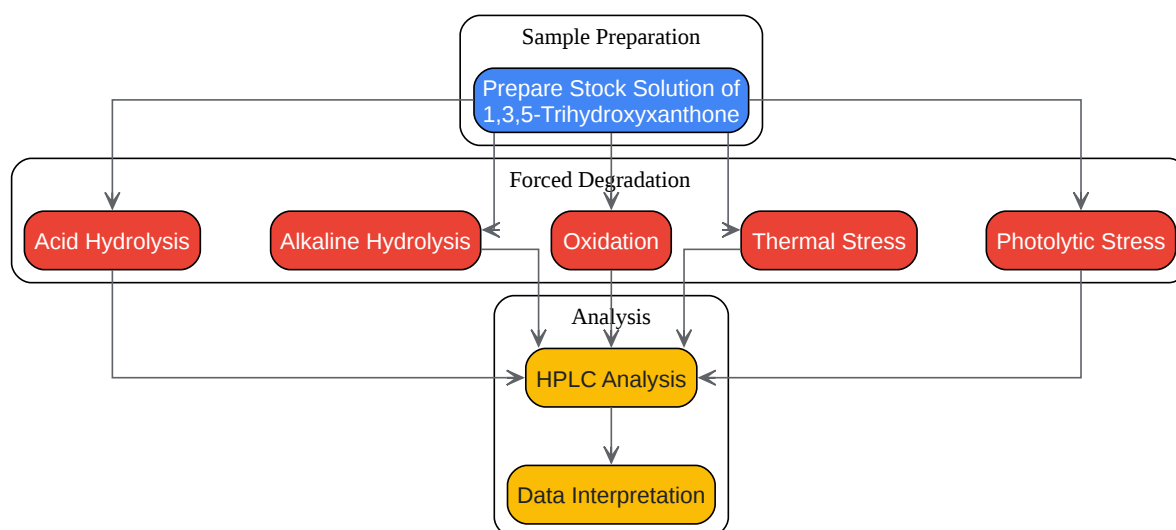 Sample Preparation
Prepare Stock Solution of
1,3,5-Trihydroxyxanthone
Forced Degradation
Acid Hydrolysis
Alkaline Hydrolysis
Oxidation
Thermal Stress
Photolytic Stress
Analysis
HPLC Analysis
Data Interpretation